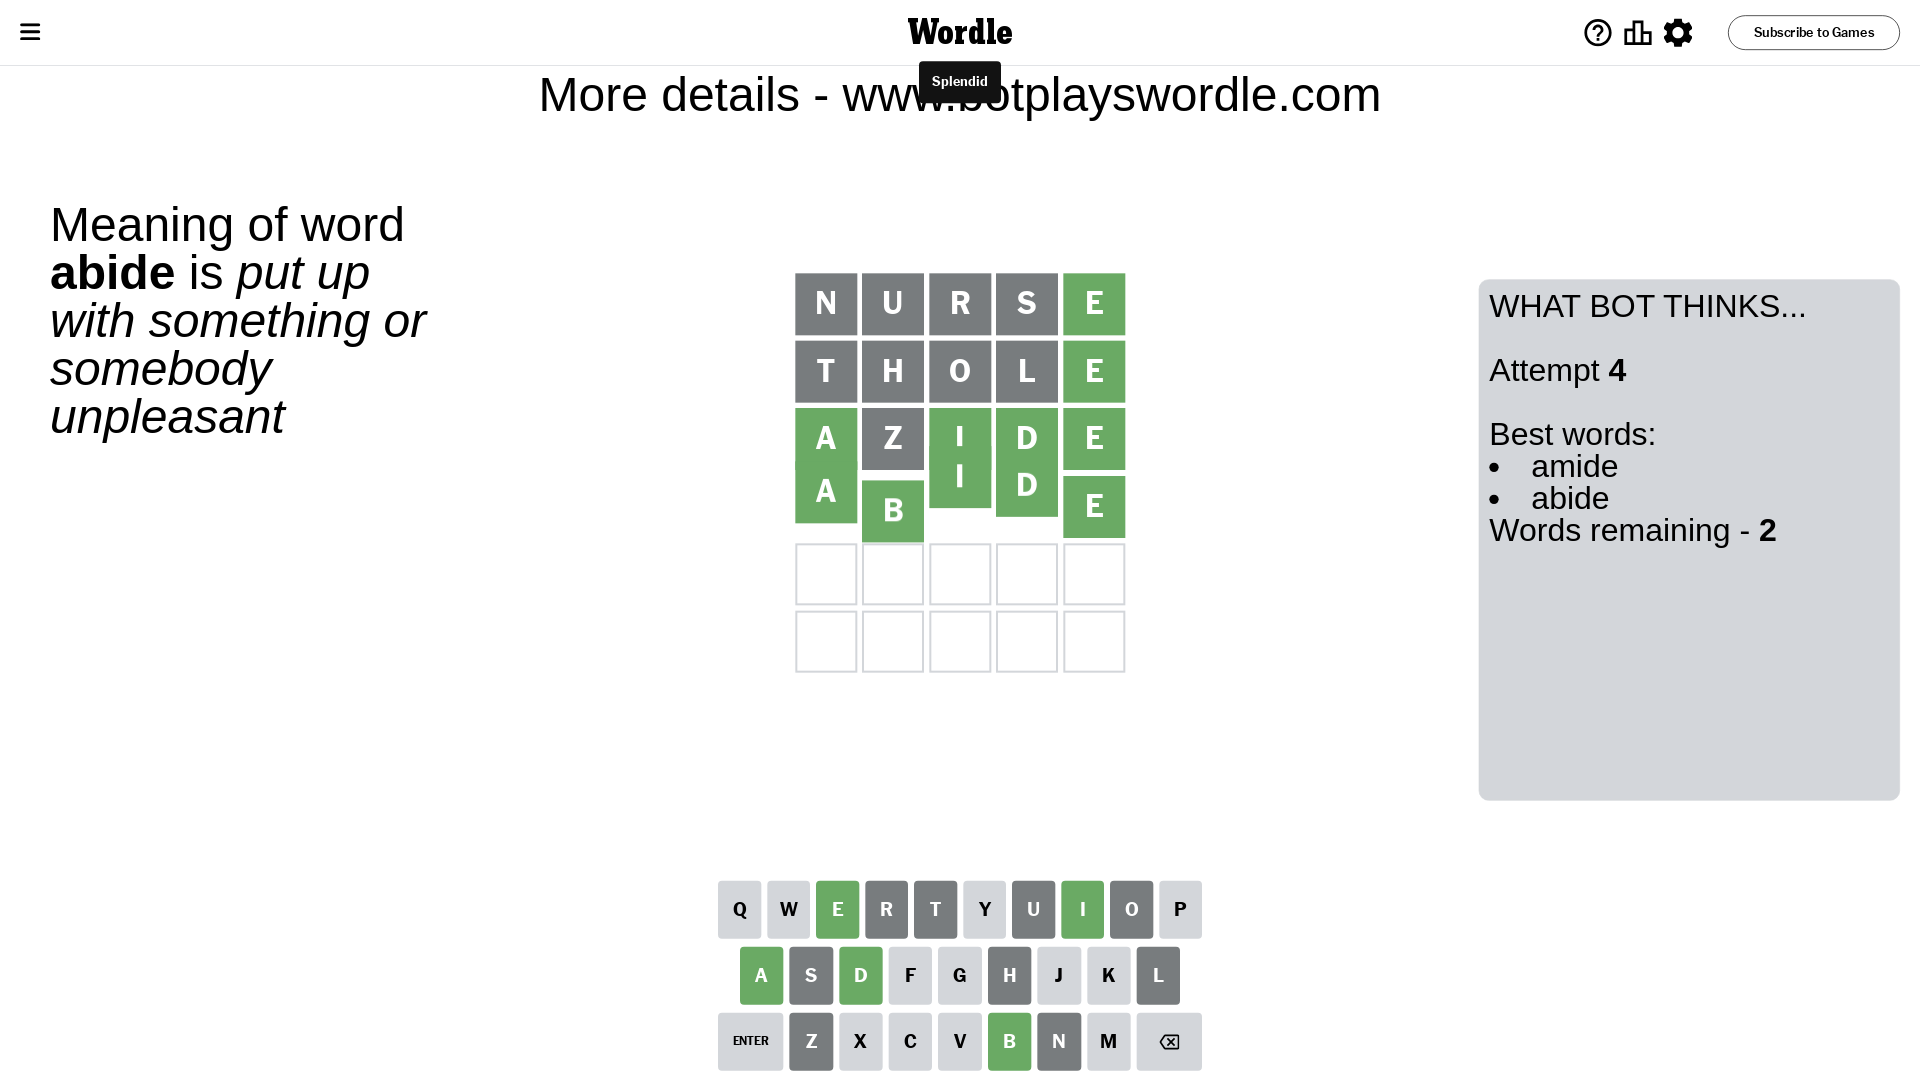 Wordle
Subscribe to Games
Splendid
More details - www.botplayswordle.com
Meaning of word
abide is put up
with something or
somebody
unpleasant
N U R S E
T H O L E
A Z I D E
A B I D E
WHAT BOT THINKS...
Attempt 4
Best words:
• amide
• abide
Words remaining - 2
Q W E R T Y U I O P
A S D F G H J K L
ENTER Z X C V B N M